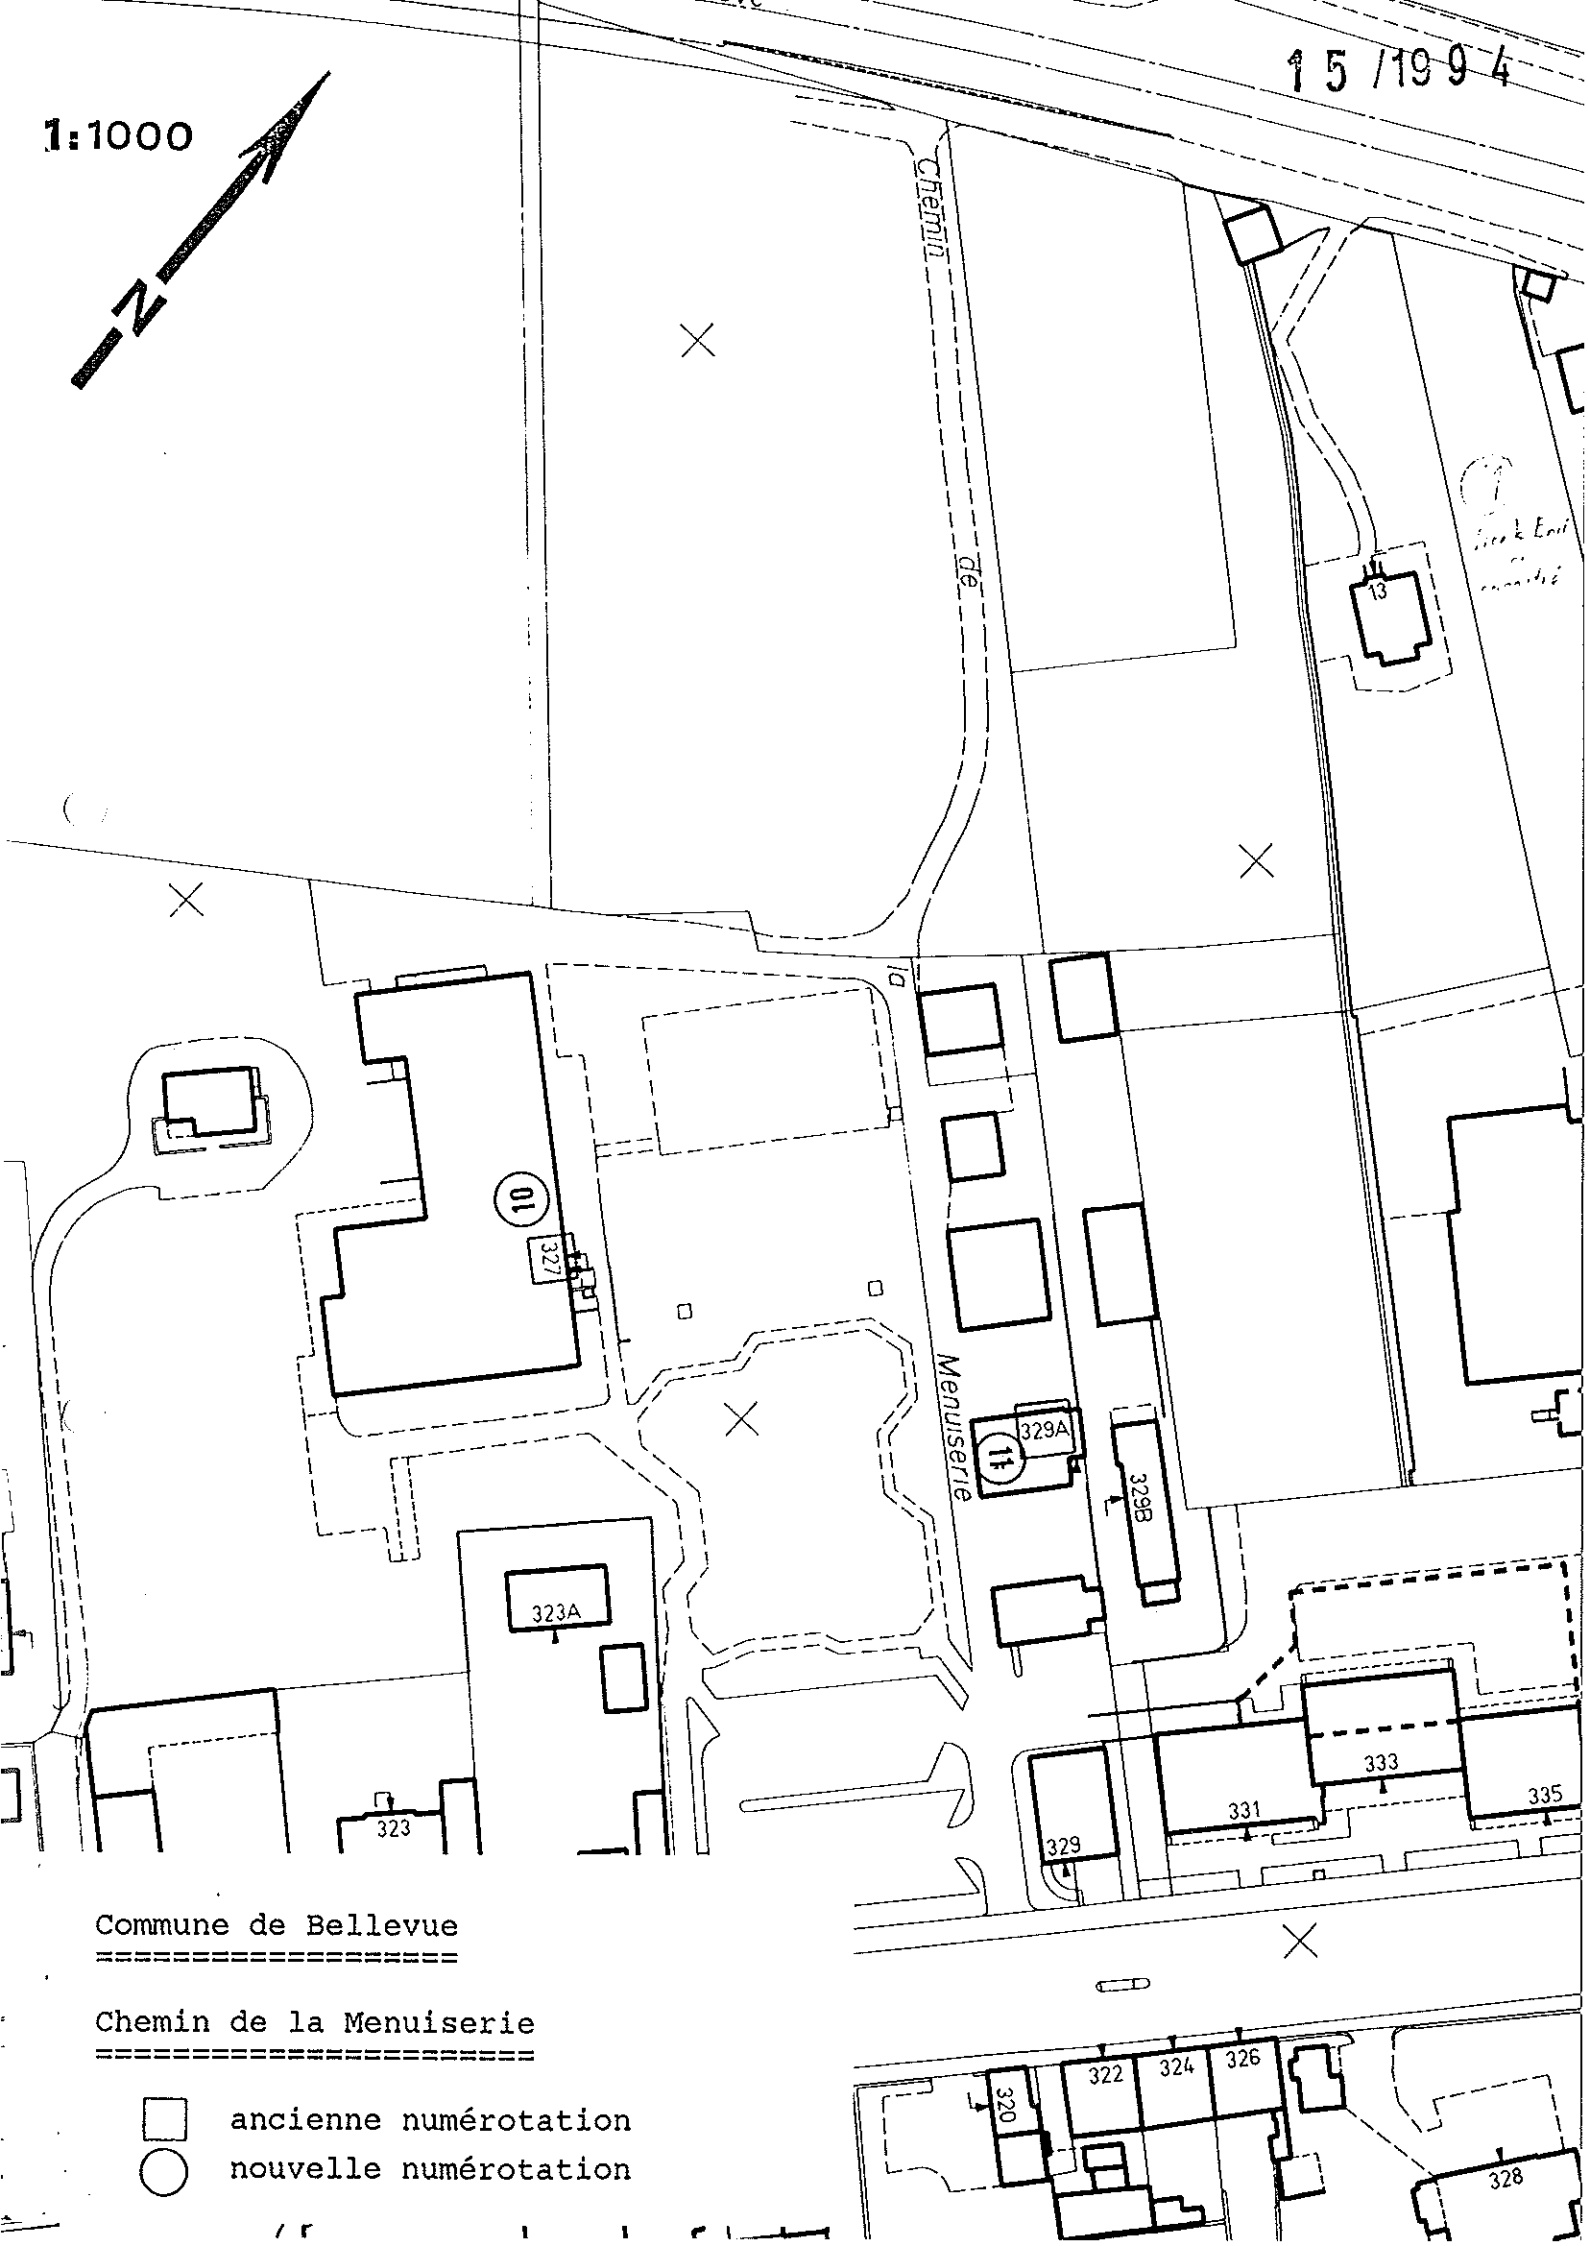 15/1994
1:1000
N
Chemin
de
la
Menuiserie
13
10
327
329A
11
329B
323A
323
329
331
333
335
Commune de Bellevue
===================
Chemin de la Menuiserie
=======================
ancienne numérotation
nouvelle numérotation
320
322
324
326
328